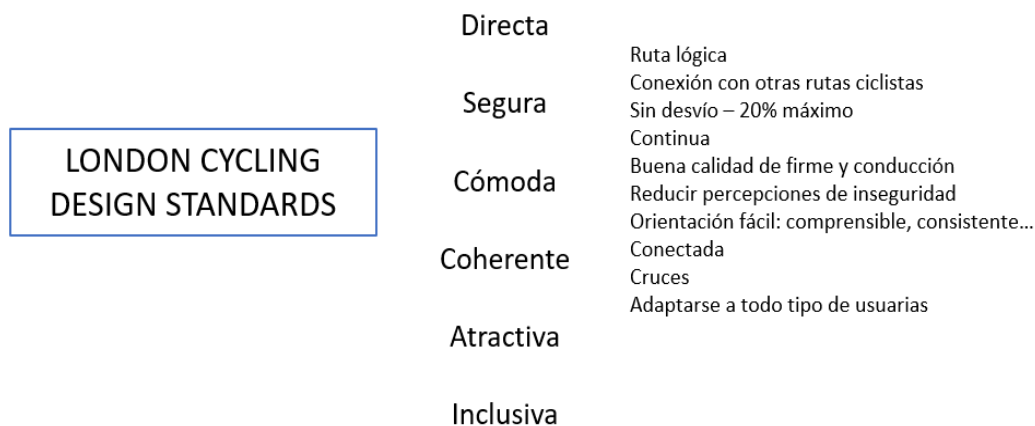 LONDON CYCLING
DESIGN STANDARDS
Directa
Segura
Cómoda
Coherente
Atractiva
Inclusiva
Ruta lógica
Conexión con otras rutas ciclistas
Sin desvío – 20% máximo
Continua
Buena calidad de firme y conducción
Reducir percepciones de inseguridad
Orientación fácil: comprensible, consistente...
Conectada
Cruces
Adaptarse a todo tipo de usuarias